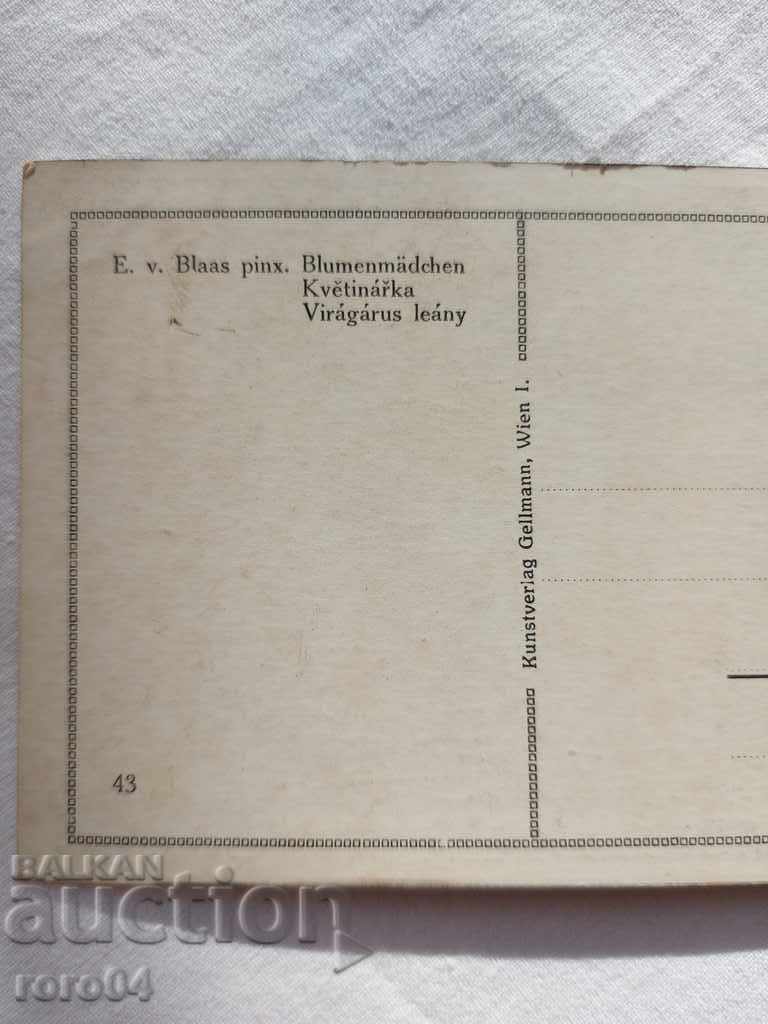 E. v. Blaas pinx. Blumenmädchen
Květinářka
Virágárus leány
Kunstverlag Gellmann, Wien I.
43
BALKAN
auction
roro04